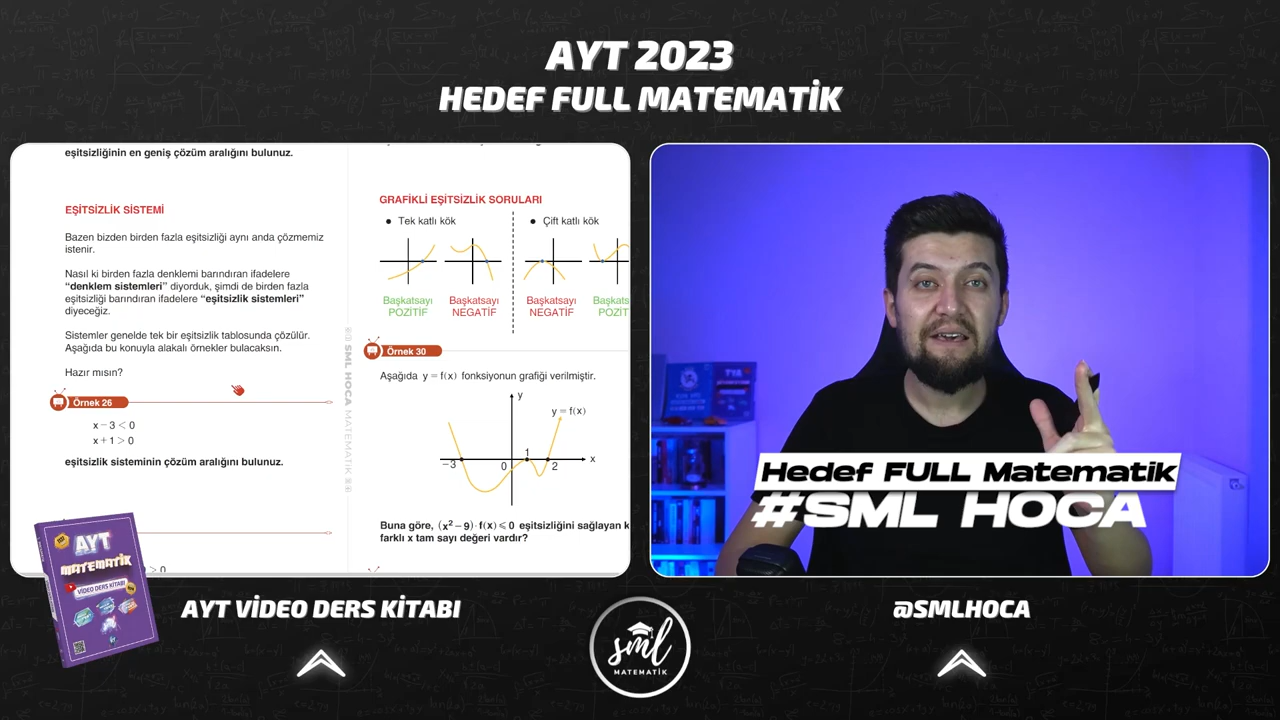 AYT 2023
HEDEF FULL MATEMATİK
eşitsizliğinin en geniş çözüm aralığını bulunuz.
EŞİTSİZLİK SİSTEMİ
Bazen bizden birden fazla eşitsizliği aynı anda çözmemiz
istenir.
Nasıl ki birden fazla denklemi barındıran ifadelere
“denklem sistemleri” diyorduk, şimdi de birden fazla
eşitsizliği barındıran ifadelere “eşitsizlik sistemleri”
diyeceğiz.
Sistemler genelde tek bir eşitsizlik tablosunda çözülür.
Aşağıda bu konuyla alakalı örnekler bulacaksın.
Hazır mısın?
Örnek 26
x − 3 < 0
x + 1 > 0
eşitsizlik sisteminin çözüm aralığını bulunuz.
> 0
SML HOCA MATEMATİK
GRAFİKLİ EŞİTSİZLİK SORULARI
• Tek katlı kök
• Çift katlı kök
Başkatsayı
POZİTİF
Başkatsayı
NEGATİF
Başkatsayı
NEGATİF
Başkats
POZİT
Örnek 30
Aşağıda y = f(x) fonksiyonun grafiği verilmiştir.
y
y = f(x)
−3
0
1
2
x
Buna göre, (x² − 9) · f(x) ⩽ 0 eşitsizliğini sağlayan k
farklı x tam sayı değeri vardır?
Hedef FULL Matematik
#SML HOCA
AYT
MATEMATİK
VİDEO DERS KİTABI
AYT VİDEO DERS KİTABI
sml
MATEMATİK
@SMLHOCA